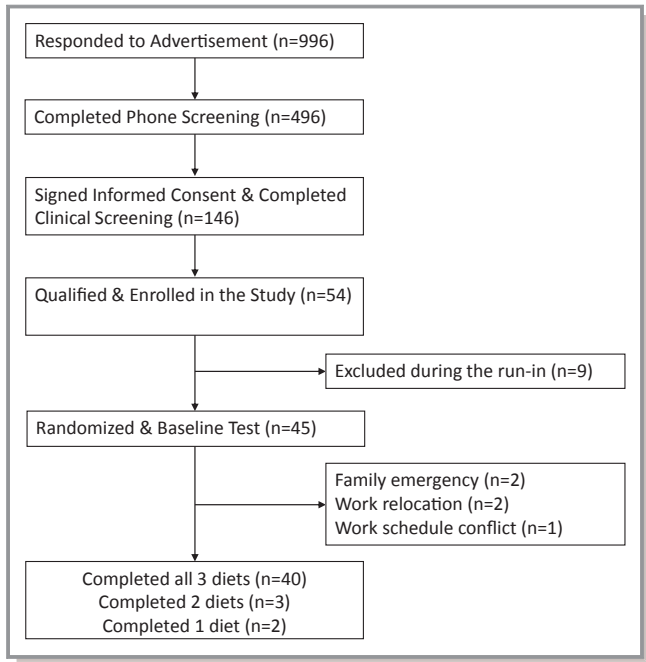 Responded to Advertisement (n=996)
Completed Phone Screening (n=496)
Signed Informed Consent & Completed
Clinical Screening (n=146)
Qualified & Enrolled in the Study (n=54)
Excluded during the run-in (n=9)
Randomized & Baseline Test (n=45)
Family emergency (n=2)
Work relocation (n=2)
Work schedule conflict (n=1)
Completed all 3 diets (n=40)
Completed 2 diets (n=3)
Completed 1 diet (n=2)